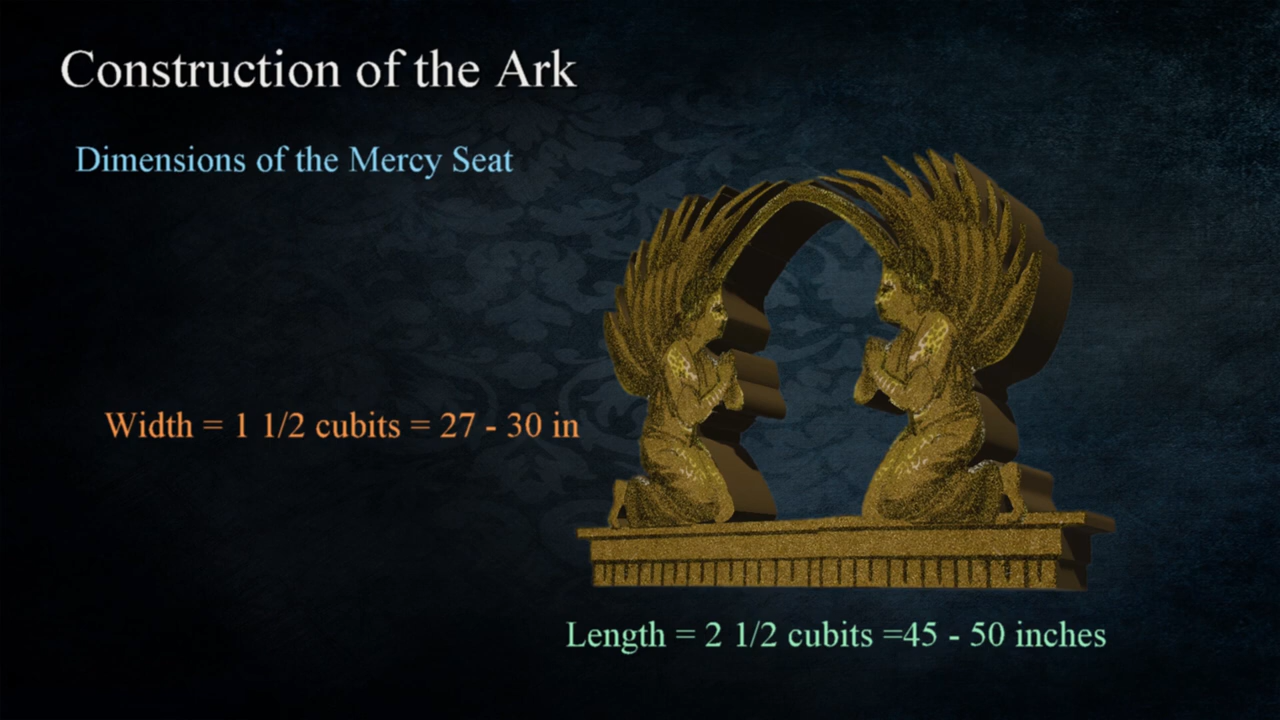 Construction of the Ark
Dimensions of the Mercy Seat
Width = 1 1/2 cubits = 27 - 30 in
Length = 2 1/2 cubits =45 - 50 inches